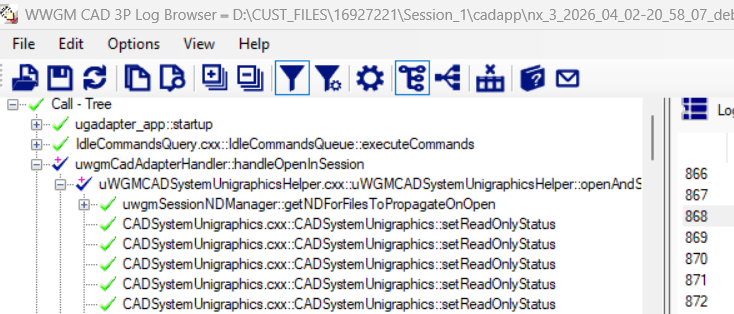 WWGM CAD 3P Log Browser – D:\CUST_FILES\16927221\Session_1\cadapp\nx_3_2026_04_02-20_58_07_det
File Options View Help
Call - Tree
ugadapter_app::startup
IdleCommandsQuery.cxx::IdleCommandsQueue::executeCommands
uwgmCadAdapterHandler::handleOpenInSession
uWGMCADSystemUnigraphicsHelper.cxx::uWGMCADSystemUnigraphicsHelper::openAndS
uwgmSessionNDManager::getNDForFilesToPropagateOnOpen
CADSystemUnigraphics.cxx::CADSystemUnigraphics::setReadOnlyStatus
CADSystemUnigraphics.cxx::CADSystemUnigraphics::setReadOnlyStatus
CADSystemUnigraphics.cxx::CADSystemUnigraphics::setReadOnlyStatus
CADSystemUnigraphics.cxx::CADSystemUnigraphics::setReadOnlyStatus
CADSystemUnigraphics.cxx::CADSystemUnigraphics::setReadOnlyStatus
Log
866
867
868
869
870
871
872